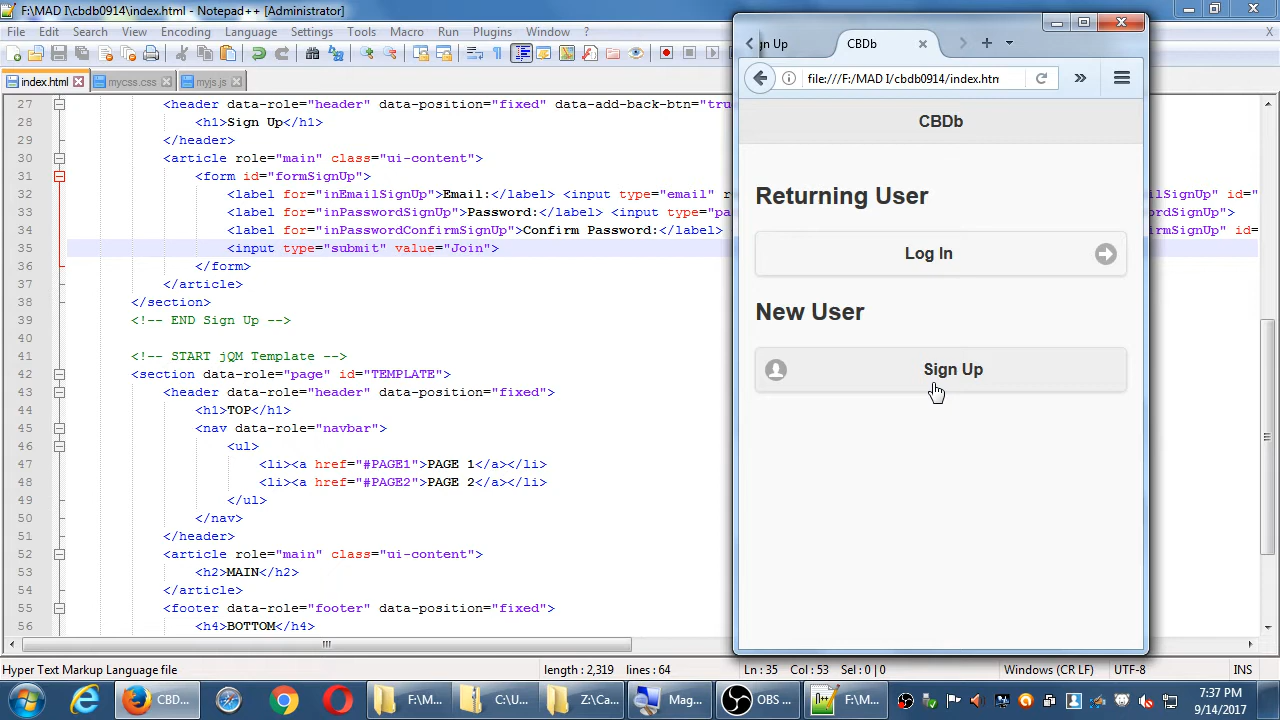 F:\MAD I\cbdb0914\index.html - Notepad++ [Administrator]
File Edit Search View Encoding Language Settings Tools Macro Run Plugins Window ?
X
index.html mycss.css myjs.js
27 <header data-role="header" data-position="fixed" data-add-back-btn="tru
28 <h1>Sign Up</h1>
29 </header>
30 <article role="main" class="ui-content">
31 <form id="formSignUp">
32 <label for="inEmailSignUp">Email:</label> <input type="email" r ilSignUp" id="
33 <label for="inPasswordSignUp">Password:</label> <input type="pa swordSignUp">
34 <label for="inPasswordConfirmSignUp">Confirm Password:</label> irmSignUp" id=
35 <input type="submit" value="Join">
36 </form>
37 </article>
38 </section>
39 <!-- END Sign Up -->
40
41 <!-- START jQM Template -->
42 <section data-role="page" id="TEMPLATE">
43 <header data-role="header" data-position="fixed">
44 <h1>TOP</h1>
45 <nav data-role="navbar">
46 <ul>
47 <li><a href="#PAGE1">PAGE 1</a></li>
48 <li><a href="#PAGE2">PAGE 2</a></li>
49 </ul>
50 </nav>
51 </header>
52 <article role="main" class="ui-content">
53 <h2>MAIN</h2>
54 </article>
55 <footer data-role="footer" data-position="fixed">
56 <h4>BOTTOM</h4>
Hyper Text Markup Language file length : 2,319 lines : 64 Ln : 35 Col : 53 Sel : 0 | 0 Windows (CR LF) UTF-8 INS
gn Up CBDb
file:///F:/MAD I/cbdb0914/index.htm
CBDb
Returning User
Log In
New User
Sign Up
CBD... F:\M... C:\U... Z:\Ca... Mag... OBS ... F:\M...
7:37 PM
9/14/2017